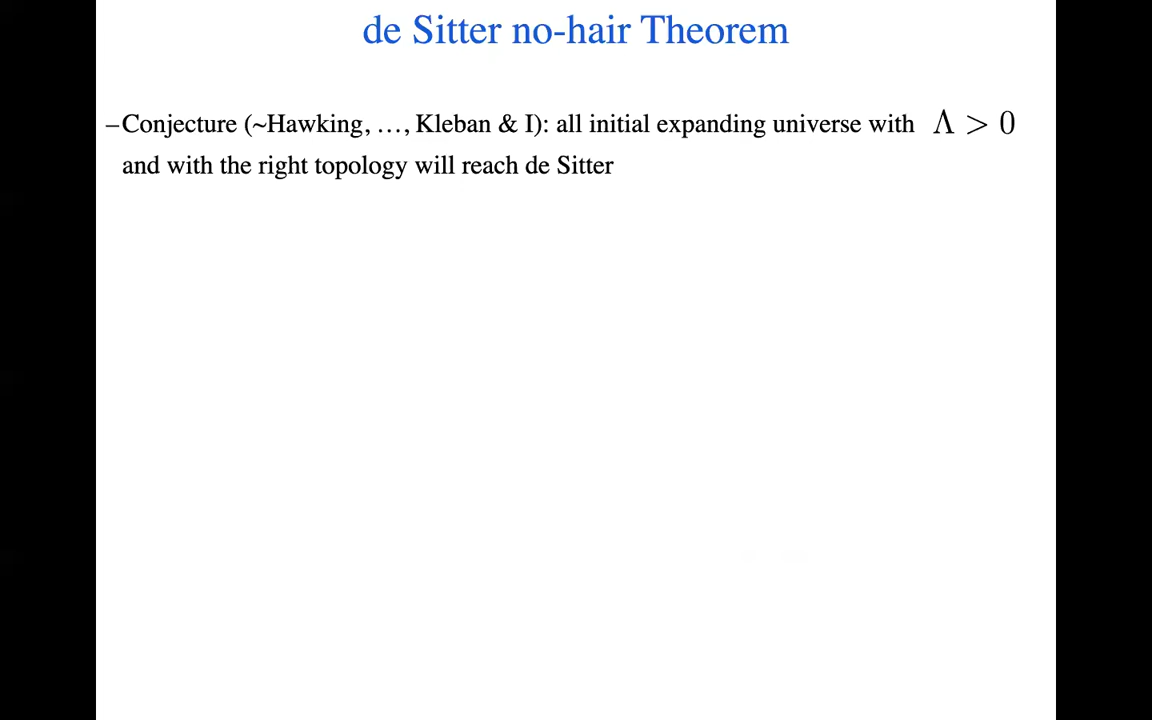 de Sitter no-hair Theorem
–Conjecture (~Hawking, …, Kleban & I): all initial expanding universe with Λ > 0
and with the right topology will reach de Sitter